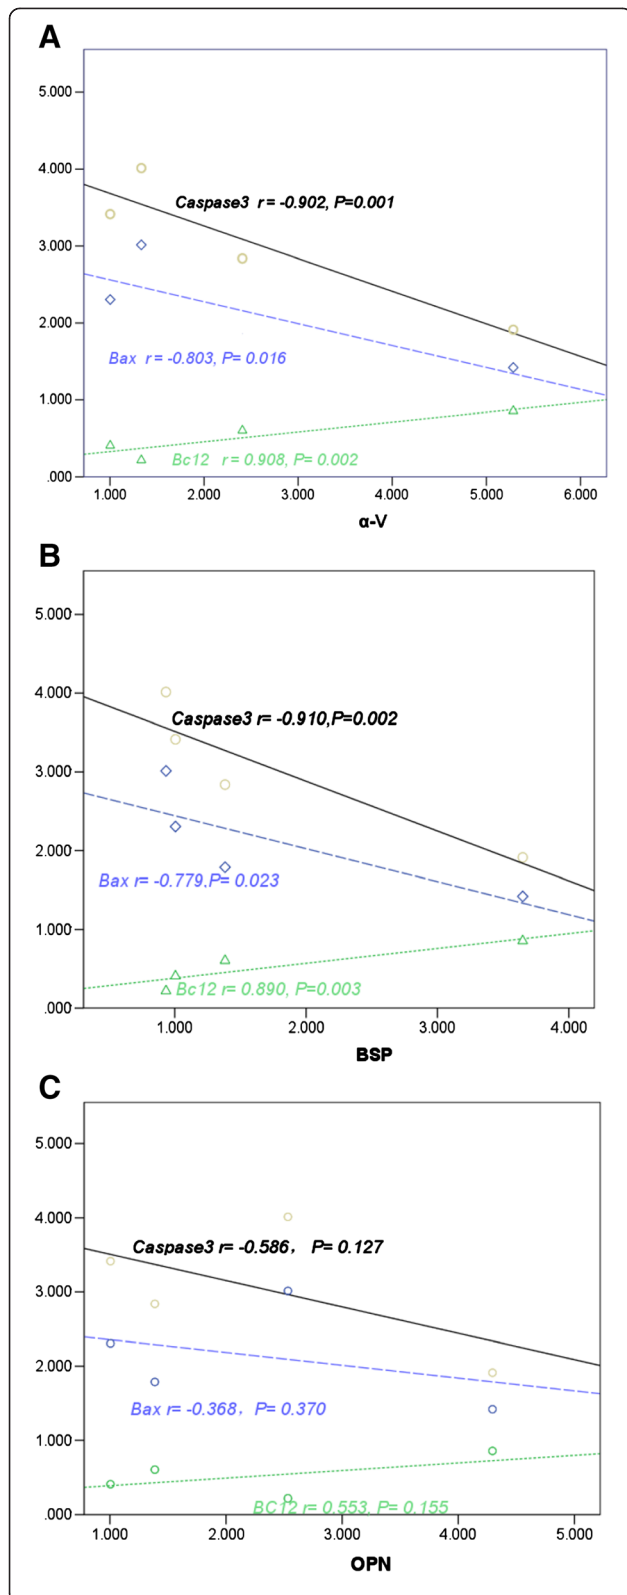 A
5.000
4.000
Caspase3 r= -0.902, P=0.001
3.000
2.000
Bax r= -0.803, P= 0.016
1.000
Bc12 r= 0.908, P= 0.002
.000
1.000 2.000 3.000 4.000 5.000 6.000
α-V
B
5.000
4.000
Caspase3 r= -0.910,P=0.002
3.000
2.000
Bax r= -0.779.P= 0.023
1.000
Bc12 r= 0.890, P=0.003
.000
1.000 2.000 3.000 4.000
BSP
C
5.000
4.000
Caspase3 r= -0.586, P= 0.127
3.000
2.000
Bax r= -0.368, P= 0.370
1.000
BC12 r= 0.553. P= 0.155
.000
1.000 2.000 3.000 4.000 5.000
OPN